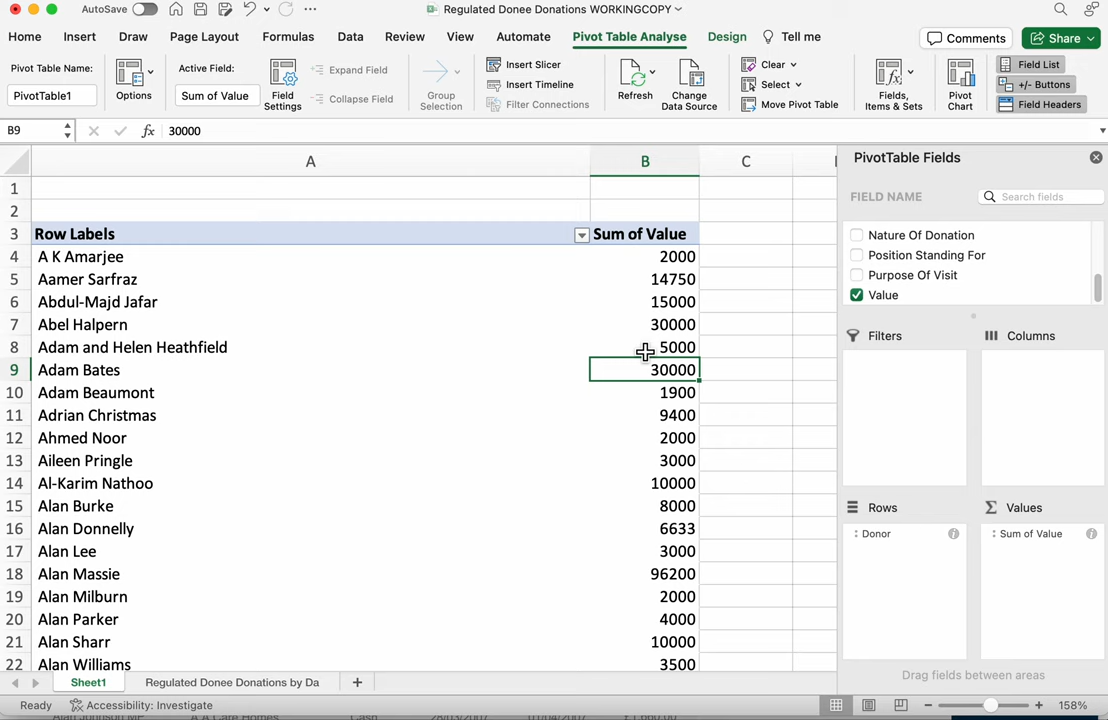 AutoSave
Regulated Donee Donations WORKINGCOPY
Home Insert Draw Page Layout Formulas Data Review View Automate Pivot Table Analyse Design Tell me
Comments Share
Pivot Table Name:
PivotTable1
Options
Active Field:
Sum of Value
Field
Settings
Expand Field
Collapse Field
Group
Selection
Insert Slicer
Insert Timeline
Filter Connections
Refresh
Change
Data Source
Clear
Select
Move Pivot Table
Fields,
Items & Sets
Pivot
Chart
Field List
+/- Buttons
Field Headers
B9 fx 30000
A B C
1
2
3 Row Labels Sum of Value
4 A K Amarjee 2000
5 Aamer Sarfraz 14750
6 Abdul-Majd Jafar 15000
7 Abel Halpern 30000
8 Adam and Helen Heathfield 5000
9 Adam Bates 30000
10 Adam Beaumont 1900
11 Adrian Christmas 9400
12 Ahmed Noor 2000
13 Aileen Pringle 3000
14 Al-Karim Nathoo 10000
15 Alan Burke 8000
16 Alan Donnelly 6633
17 Alan Lee 3000
18 Alan Massie 96200
19 Alan Milburn 2000
20 Alan Parker 4000
21 Alan Sharr 10000
22 Alan Williams 3500
PivotTable Fields
FIELD NAME Search fields
Nature Of Donation
Position Standing For
Purpose Of Visit
Value
Filters Columns
Rows Values
Donor Sum of Value
Drag fields between areas
Sheet1 Regulated Donee Donations by Da +
Ready Accessibility: Investigate 158%